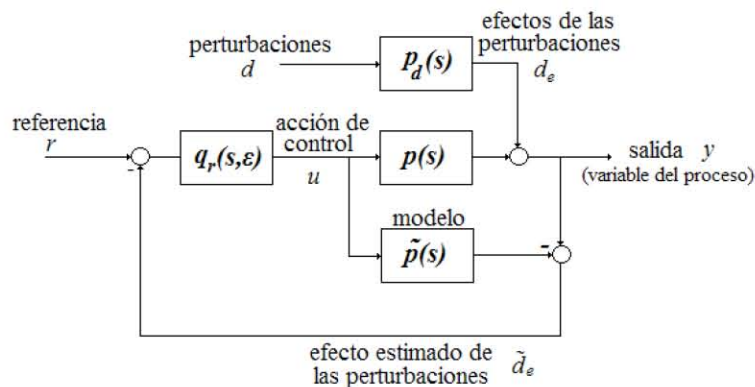 efectos de las
perturbaciones
d_e
perturbaciones
d
p_d(s)
referencia
r
-
q_r(s,ε)
acción de
control
u
p(s)
salida y
(variable del proceso)
modelo
p̃(s)
-
efecto estimado de
las perturbaciones d̃_e